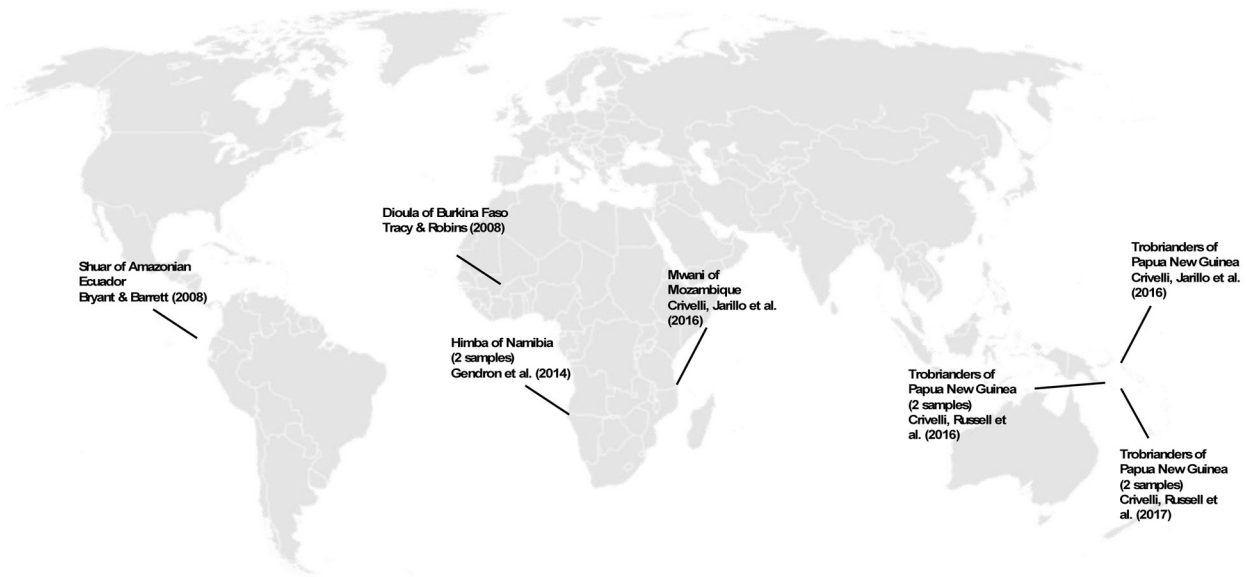 Dioula of Burkina Faso
Tracy & Robins (2008)
Shuar of Amazonian
Ecuador
Bryant & Barrett (2008)
Mwani of
Mozambique
Crivelli, Jarillo et al.
(2016)
Himba of Namibia
(2 samples)
Gendron et al. (2014)
Trobrianders of
Papua New Guinea
Crivelli, Jarillo et al.
(2016)
Trobrianders of
Papua New Guinea
(2 samples)
Crivelli, Russell et
al. (2016)
Trobrianders of
Papua New Guinea
(2 samples)
Crivelli, Russell et
al. (2017)